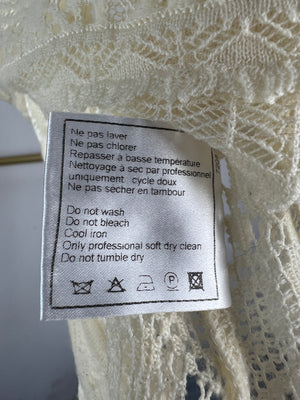 Ne pas laver
Ne pas chlorer
Repasser à basse température
Nettoyage à sec par professionnel
uniquement cycle doux
Ne pas sécher en tambour
Do not wash
Do not bleach
Cool iron
Only professional soft dry clean
Do not tumble dry
P